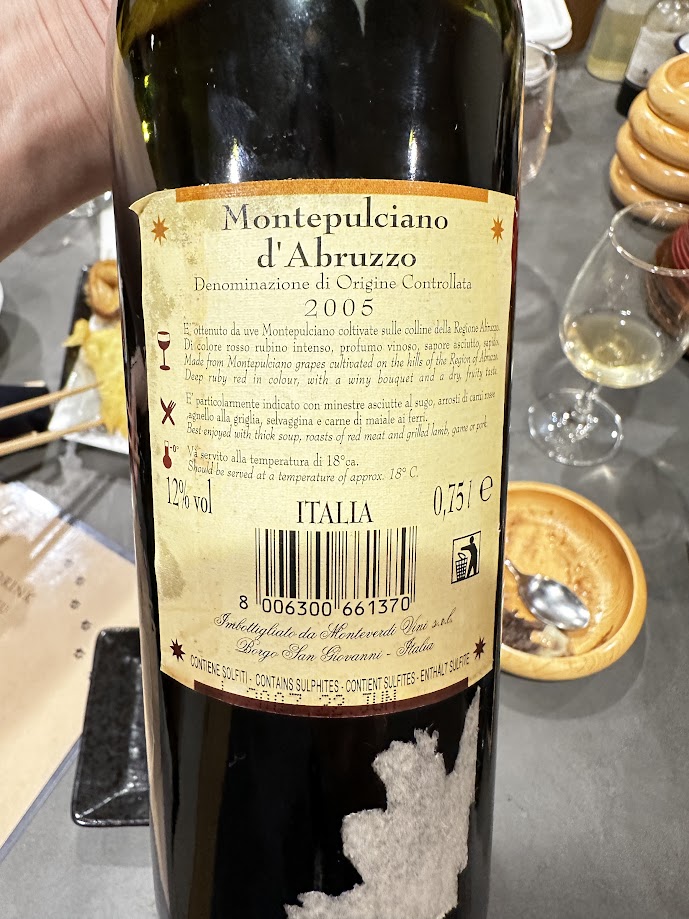 Montepulciano
d'Abruzzo
Denominazione di Origine Controllata
2005
E' ottenuto da uve Montepulciano coltivate sulle colline della Regione Abruzzo.
Di colore rosso rubino intenso, profumo vinoso, sapore asciutto, sapido.
Made from Montepulciano grapes cultivated on the hills of the Region of Abruzzo.
Deep ruby red in colour, with a winy bouquet and a dry, fruity taste.
E' particolarmente indicato con minestre asciutte al sugo, arrosti di carni rosse
agnello alla griglia, selvaggina e carne di maiale ai ferri.
Best enjoyed with thick soup, roasts of red meat and grilled lamb, game or pork.
Va servito alla temperatura di 18°ca.
Should be served at a temperature of approx. 18° C.
12% vol
ITALIA
0,75 l e
8 006300 661370
Imbottigliato da Monteverdi Vini s.r.l.
Borgo San Giovanni - Italia
CONTIENE SOLFITI - CONTAINS SULPHITES - CONTIENT SULFITES - ENTHALT SULFITE
JUN
DRINK